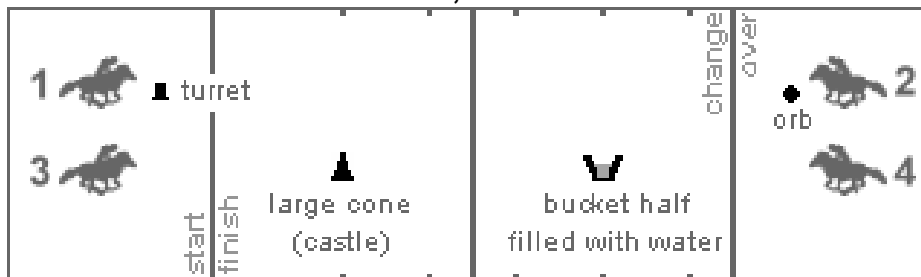 1
turret
change
over
2
orb
3
4
start
finish
large cone
(castle)
bucket half
filled with water